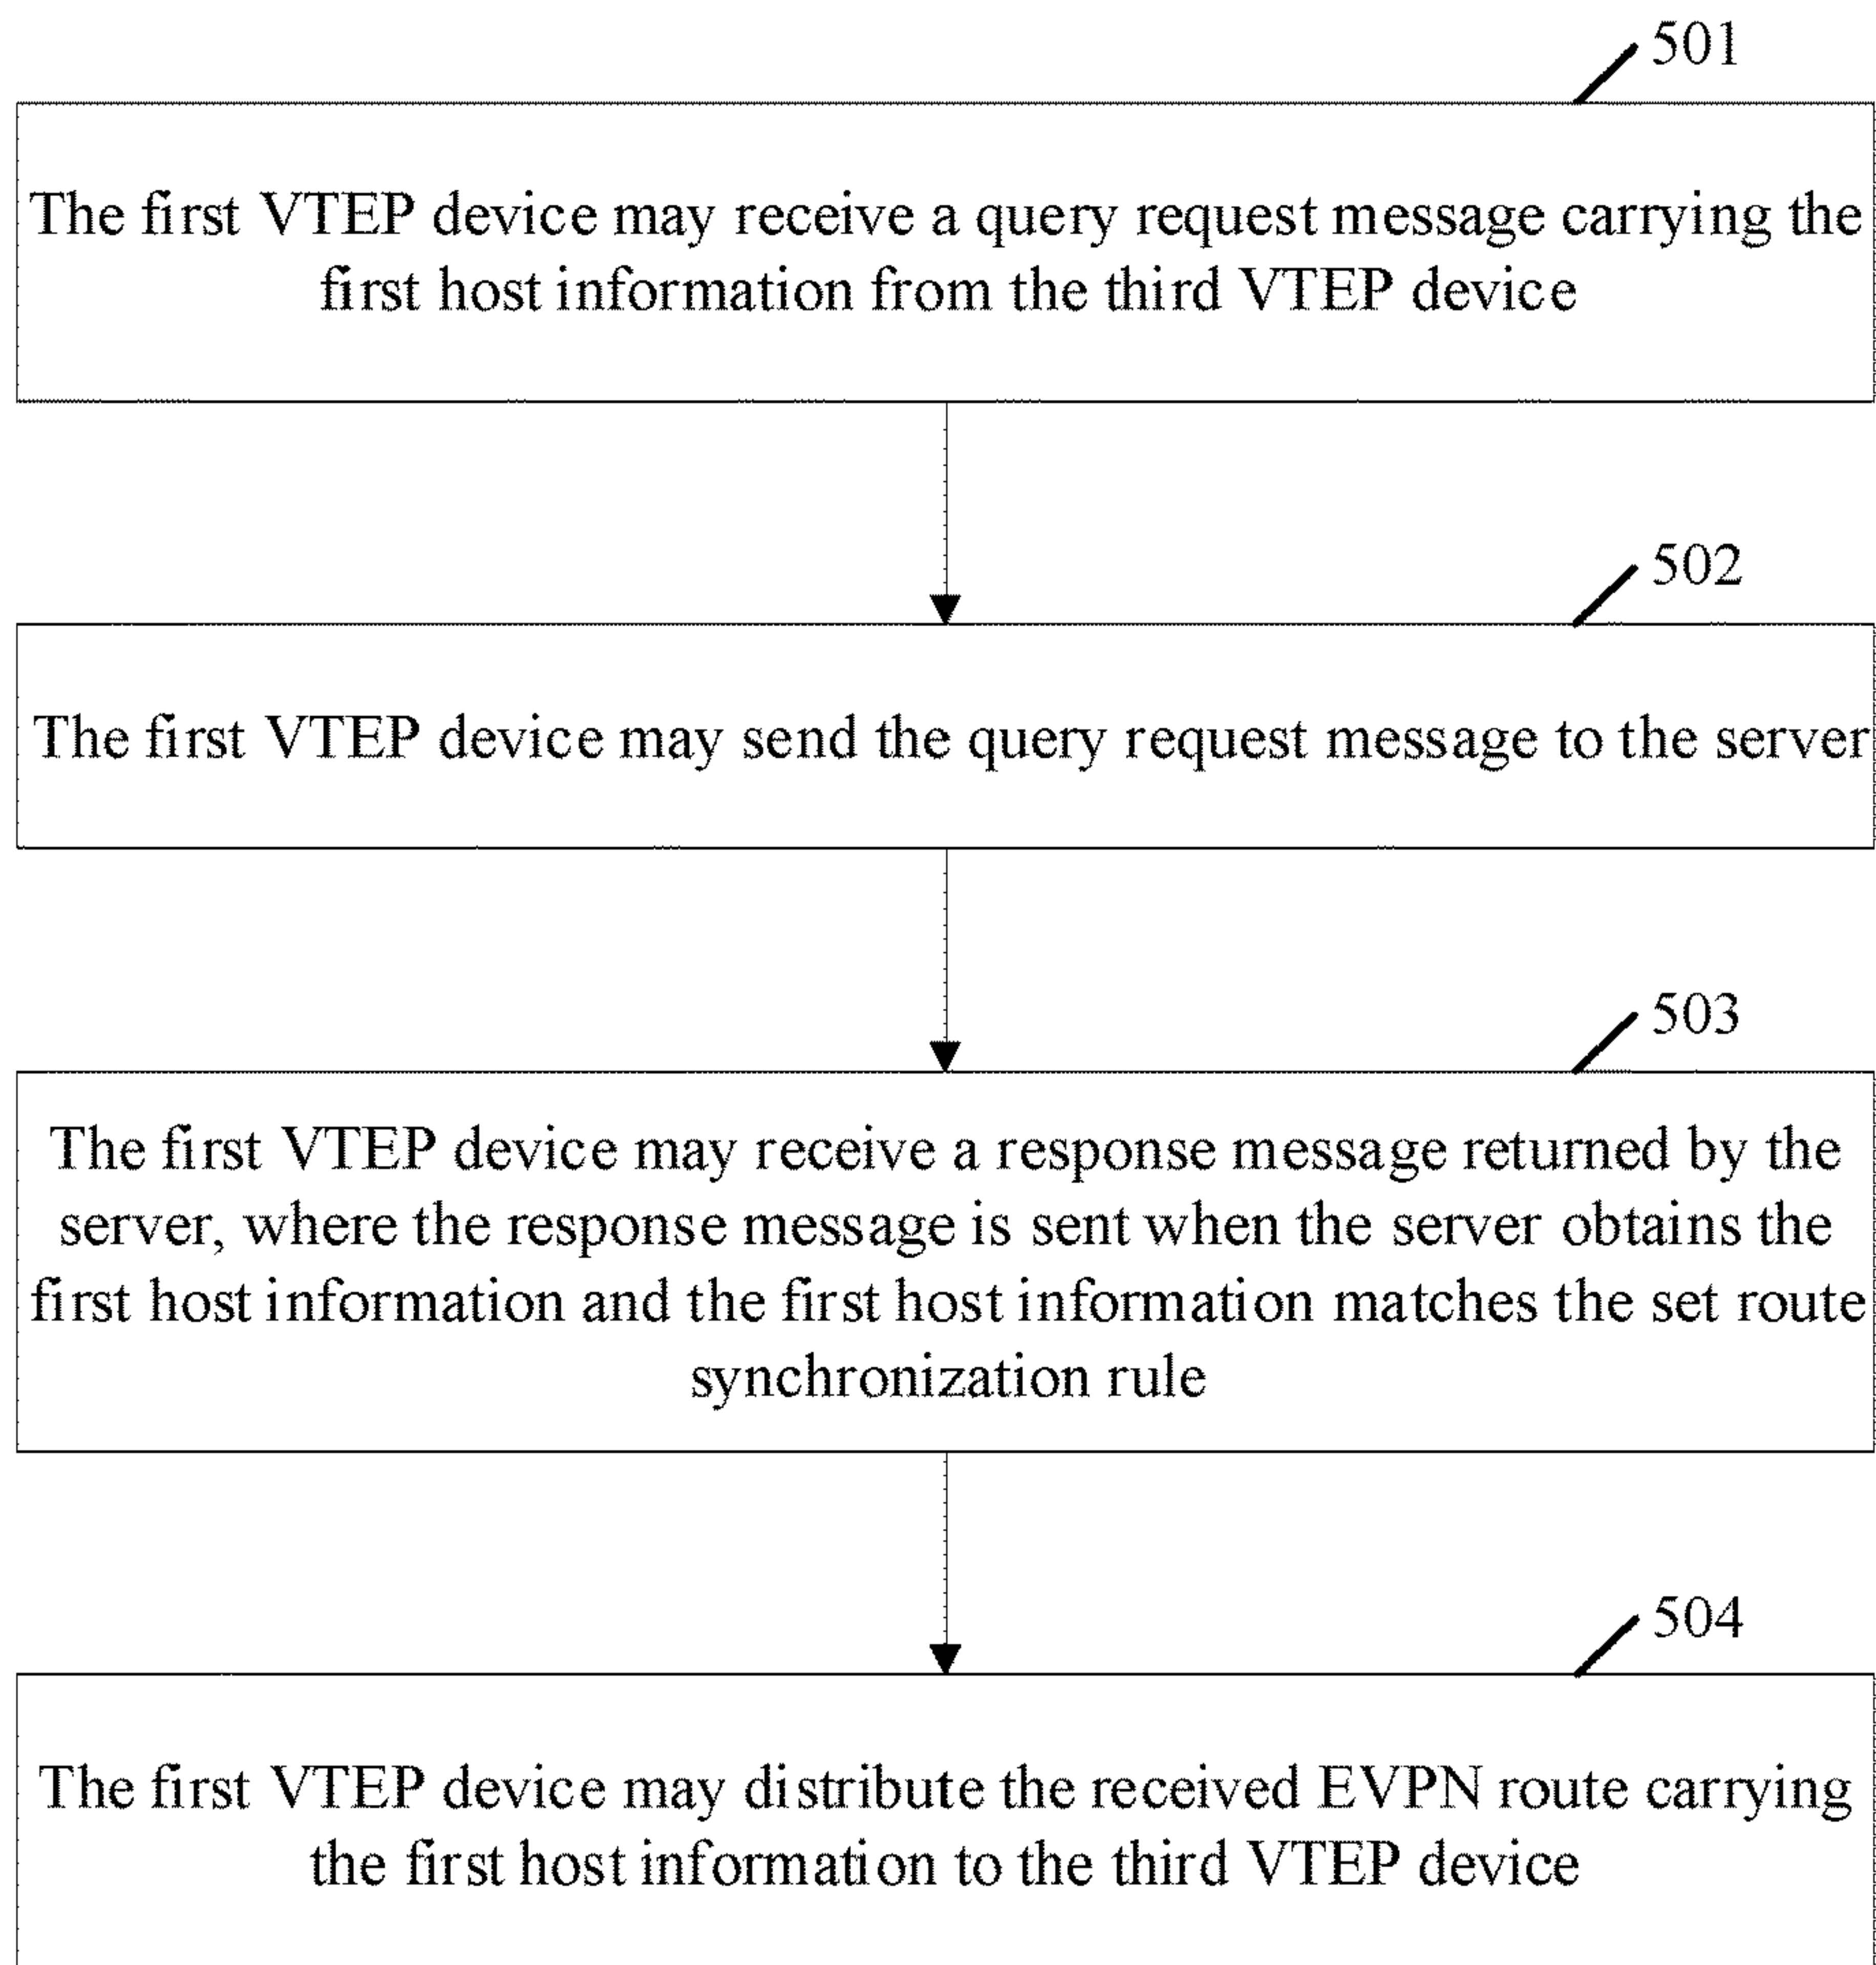 501
The first VTEP device may receive a query request message carrying the
first host information from the third VTEP device
502
The first VTEP device may send the query request message to the server
503
The first VTEP device may receive a response message returned by the
server, where the response message is sent when the server obtains the
first host information and the first host information matches the set route
synchronization rule
504
The first VTEP device may distribute the received EVPN route carrying
the first host information to the third VTEP device